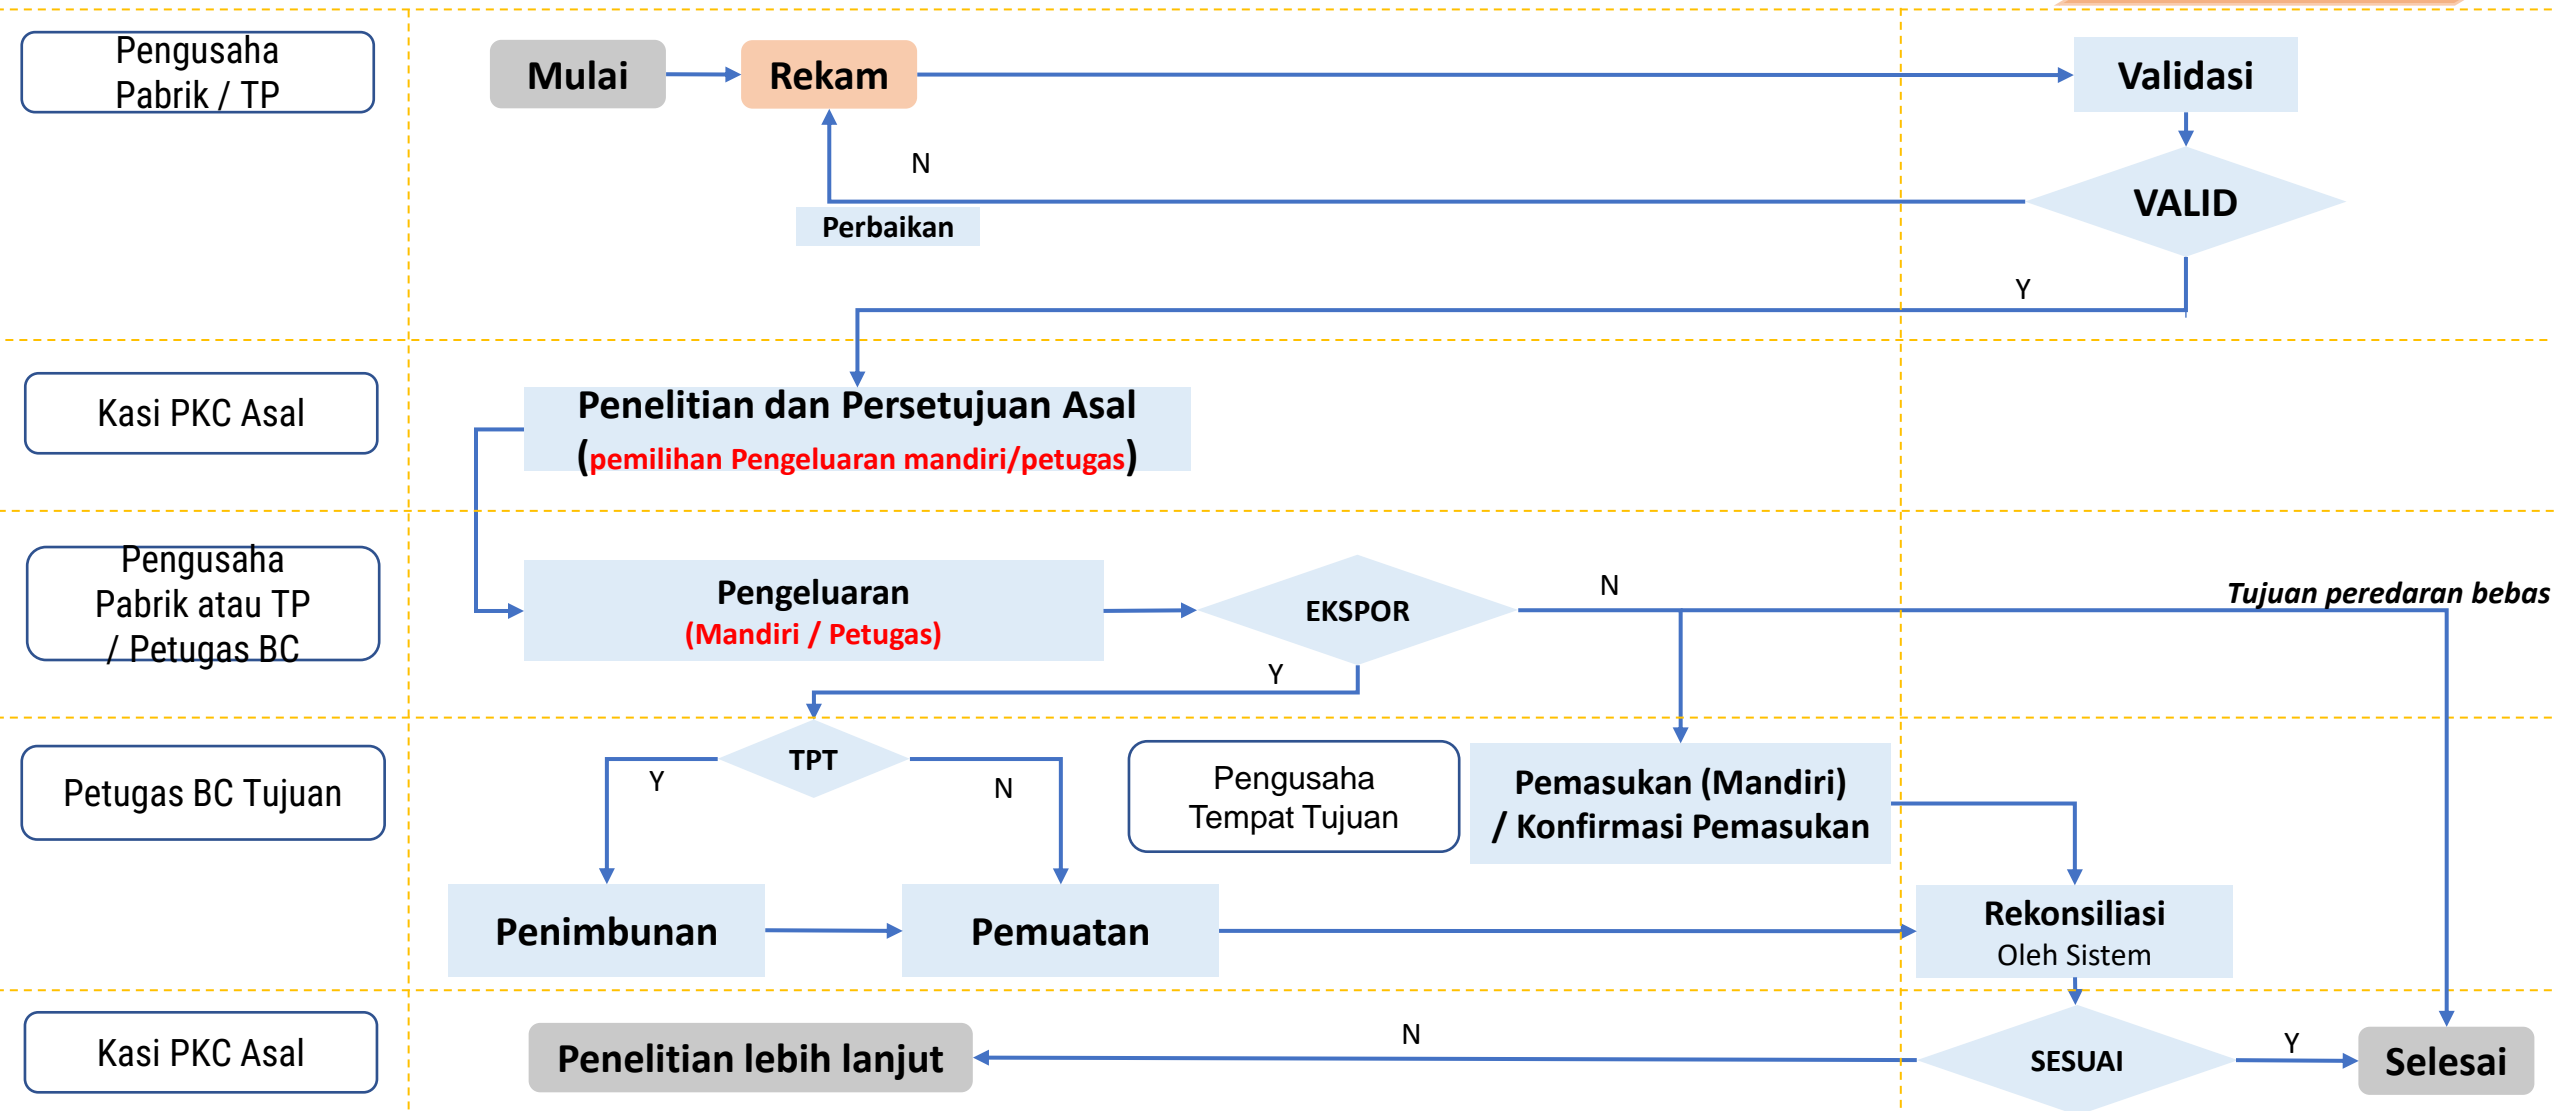 Pengusaha
Pabrik / TP
Mulai
Rekam
Validasi
N
VALID
Perbaikan
Y
Kasi PKC Asal
Penelitian dan Persetujuan Asal
(pemilihan Pengeluaran mandiri/petugas)
Pengusaha
Pabrik atau TP
/ Petugas BC
Pengeluaran
(Mandiri / Petugas)
EKSPOR
N
Tujuan peredaran bebas
Y
Petugas BC Tujuan
TPT
Y
N
Pengusaha
Tempat Tujuan
Pemasukan (Mandiri)
/ Konfirmasi Pemasukan
Penimbunan
Pemuatan
Rekonsiliasi
Oleh Sistem
Kasi PKC Asal
Penelitian lebih lanjut
N
SESUAI
Y
Selesai